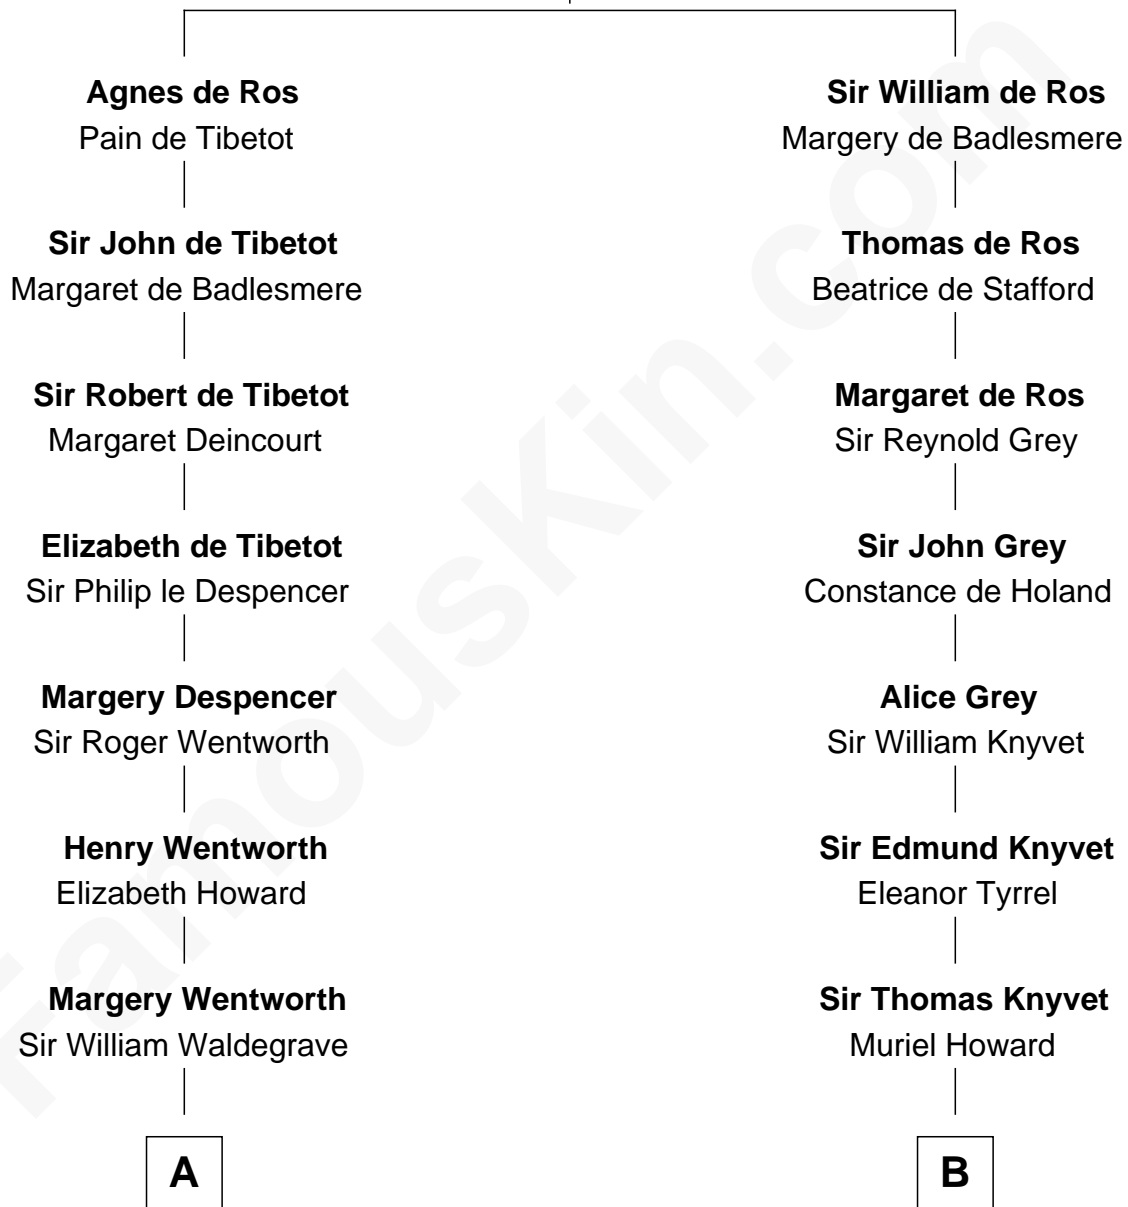 Agnes de Ros
Pain de Tibetot
Sir John de Tibetot
Margaret de Badlesmere
Sir Robert de Tibetot
Margaret Deincourt
Elizabeth de Tibetot
Sir Philip le Despencer
Margery Despencer
Sir Roger Wentworth
Henry Wentworth
Elizabeth Howard
Margery Wentworth
Sir William Waldegrave
A
Sir William de Ros
Margery de Badlesmere
Thomas de Ros
Beatrice de Stafford
Margaret de Ros
Sir Reynold Grey
Sir John Grey
Constance de Holand
Alice Grey
Sir William Knyvet
Sir Edmund Knyvet
Eleanor Tyrrel
Sir Thomas Knyvet
Muriel Howard
B
FamousKin.com